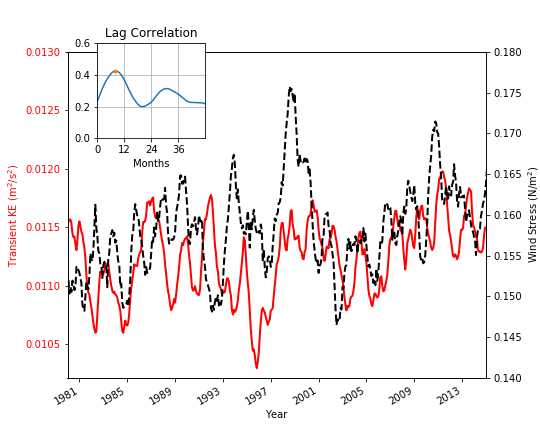 Lag Correlation
0.6
0.4
0.2
0.0
0 12 24 36
Months
0.0130
0.0125
0.0120
0.0115
0.0110
0.0105
Transient KE (m²/s²)
0.180
0.175
0.170
0.165
0.160
0.155
0.150
0.145
0.140
Wind Stress (N/m²)
1981 1985 1989 1993 1997 2001 2005 2009 2013
Year